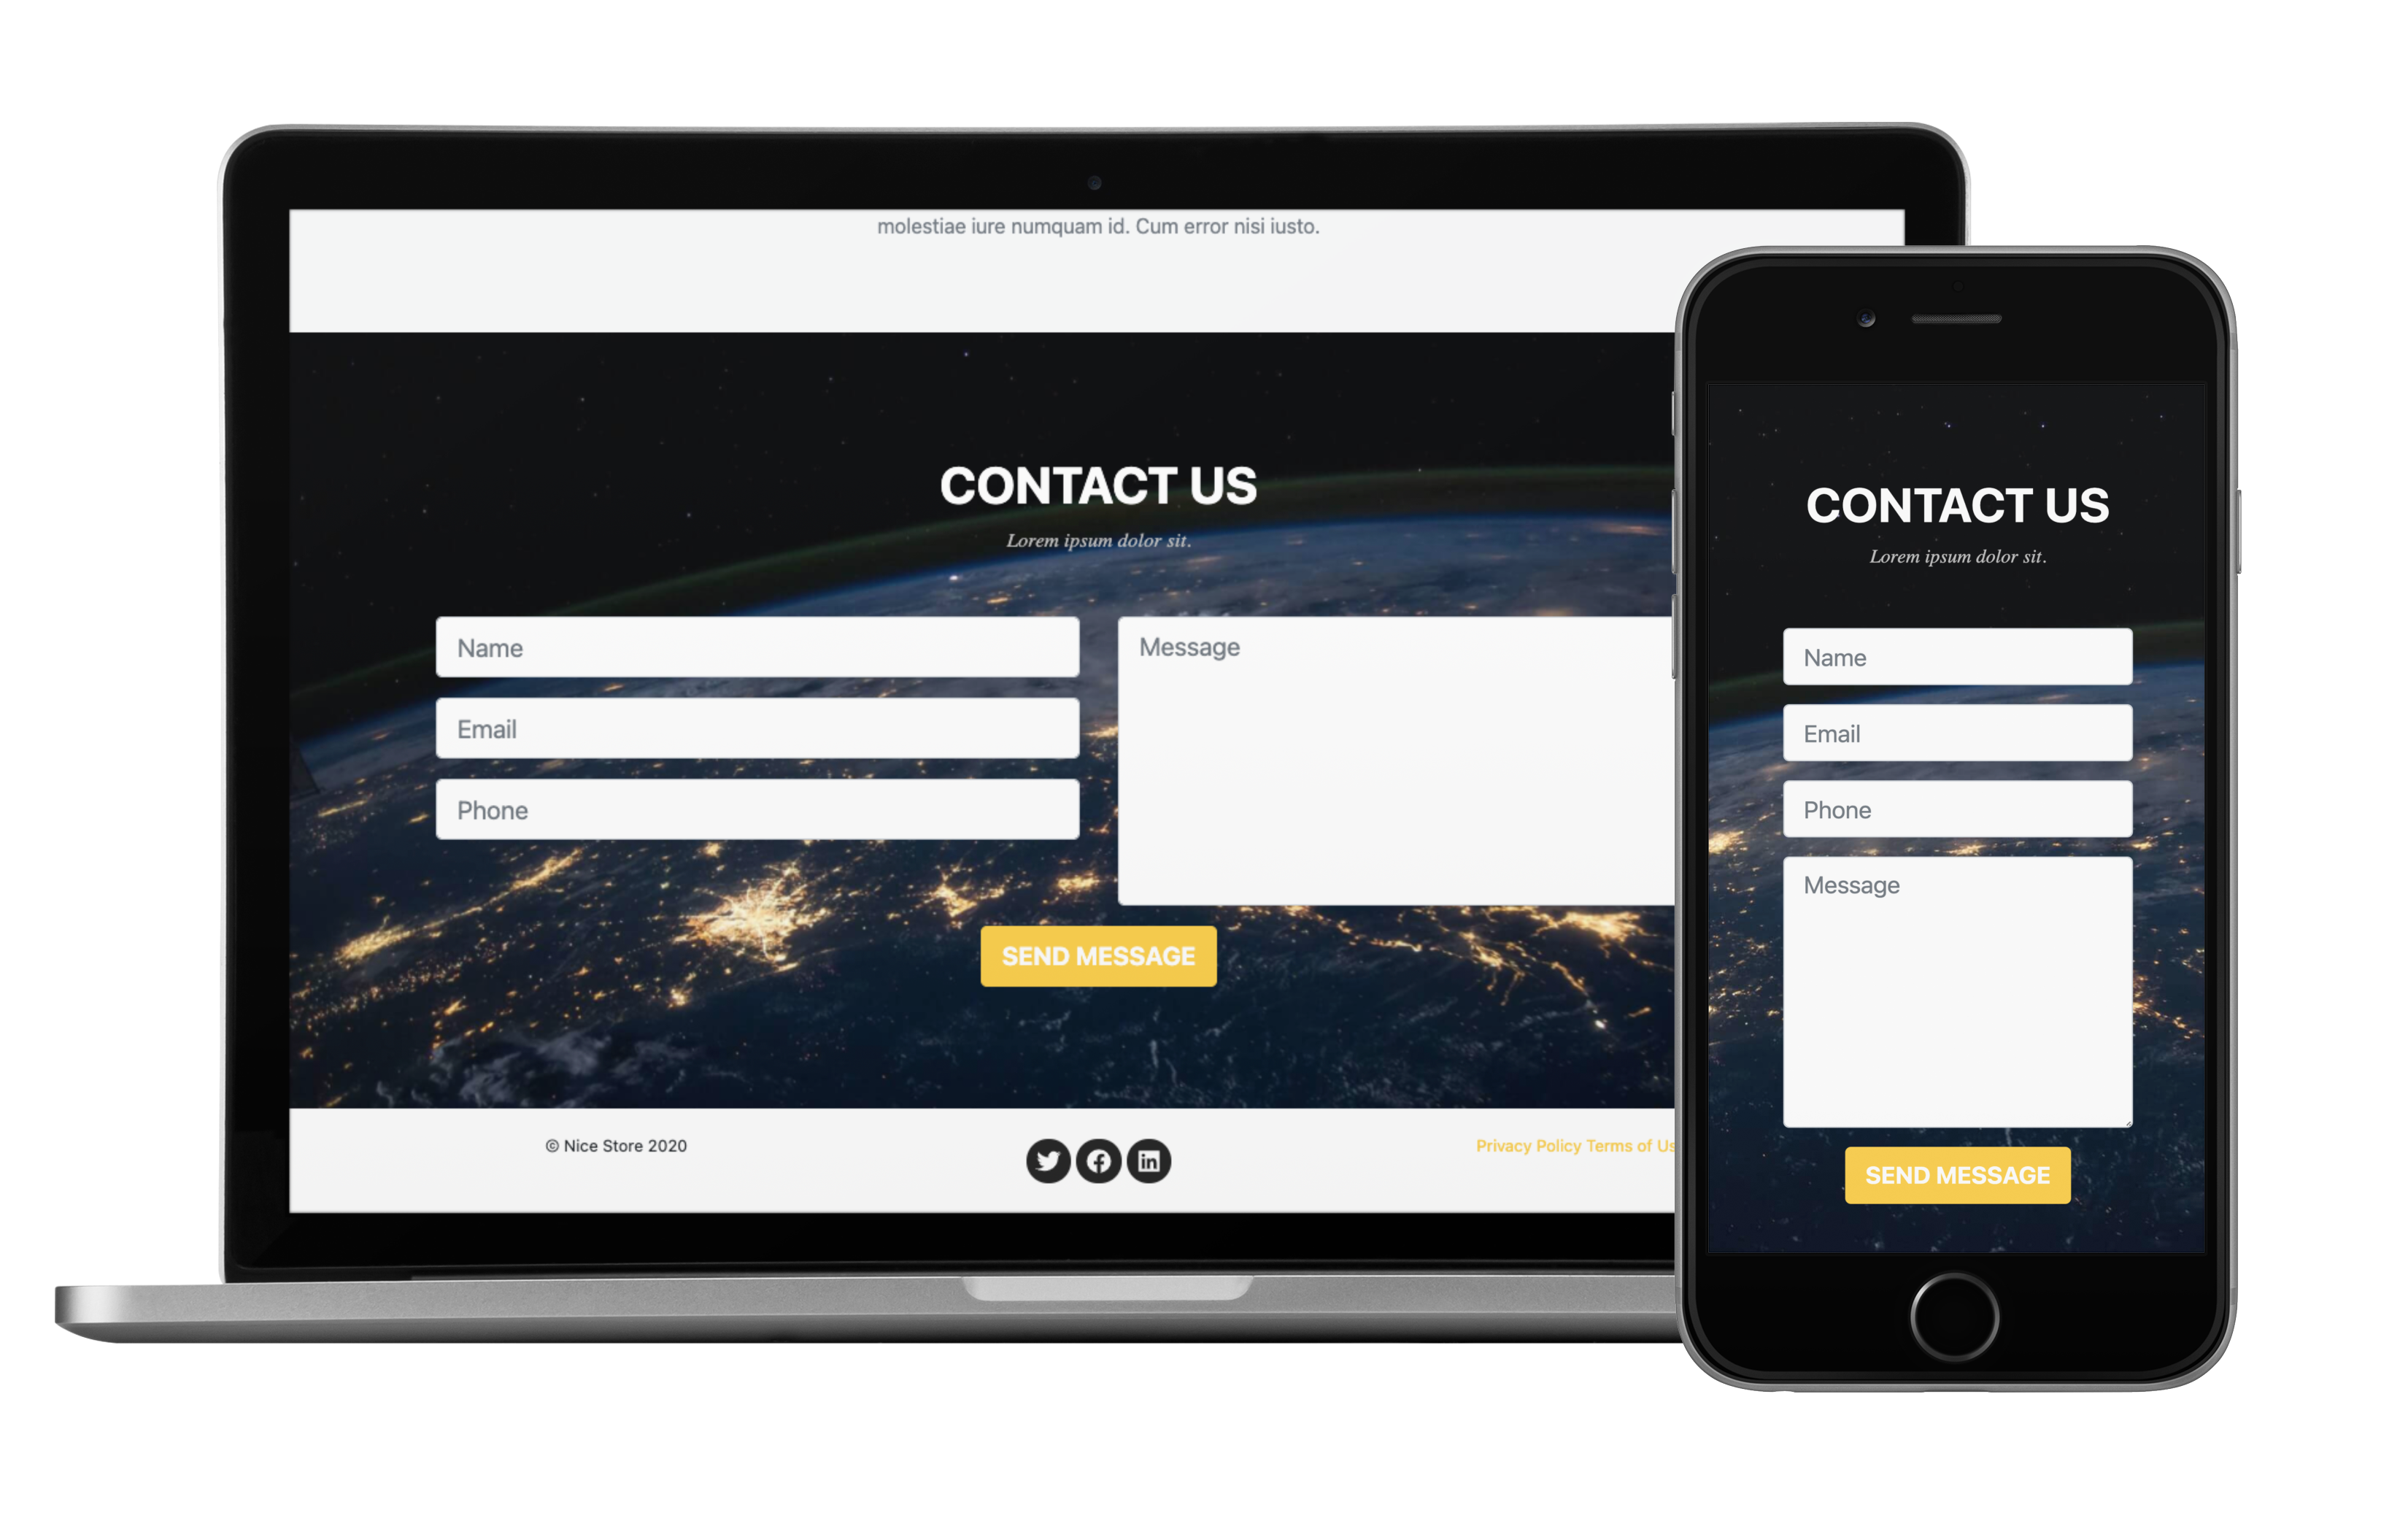 molestiae iure numquam id. Cum error nisi iusto.
CONTACT US
Lorem ipsum dolor sit.
Name
Email
Phone
Message
SEND MESSAGE
© Nice Store 2020
Privacy Policy Terms of
CONTACT US
Lorem ipsum dolor sit.
Name
Email
Phone
Message
SEND MESSAGE